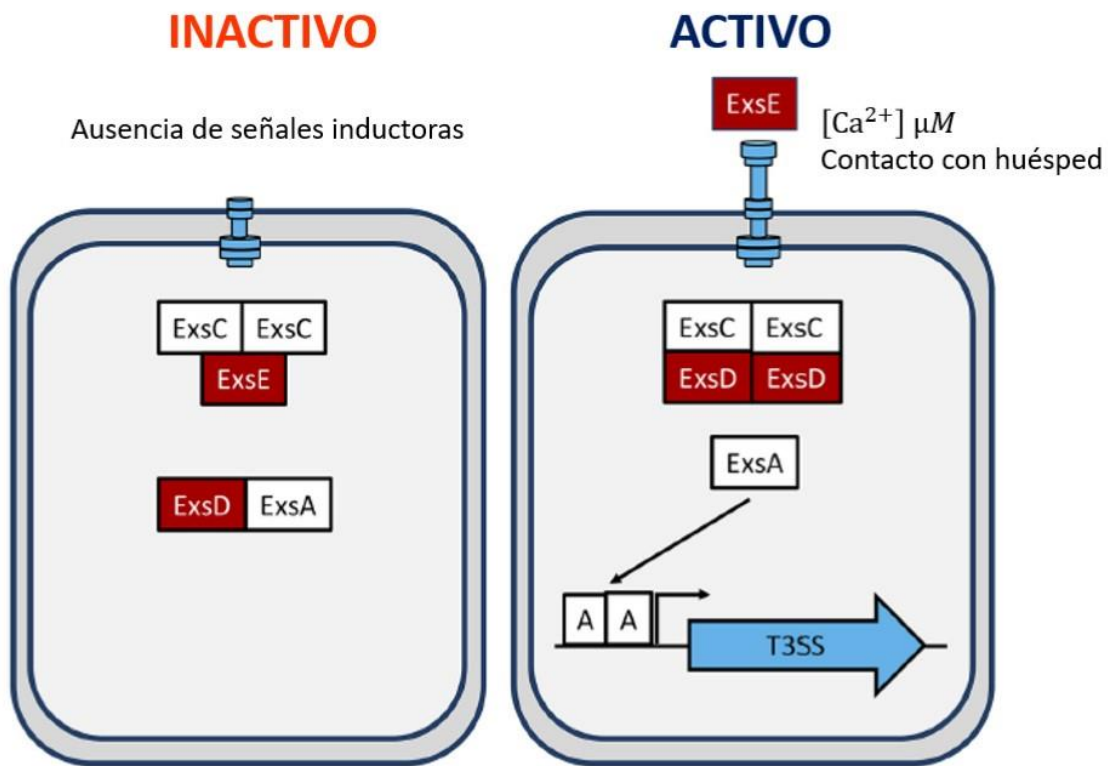 INACTIVO
Ausencia de señales inductoras
ExsC ExsC
ExsE
ExsD ExsA
ACTIVO
ExsE
[Ca²⁺] μM
Contacto con huésped
ExsC ExsC
ExsD ExsD
ExsA
A A
T3SS